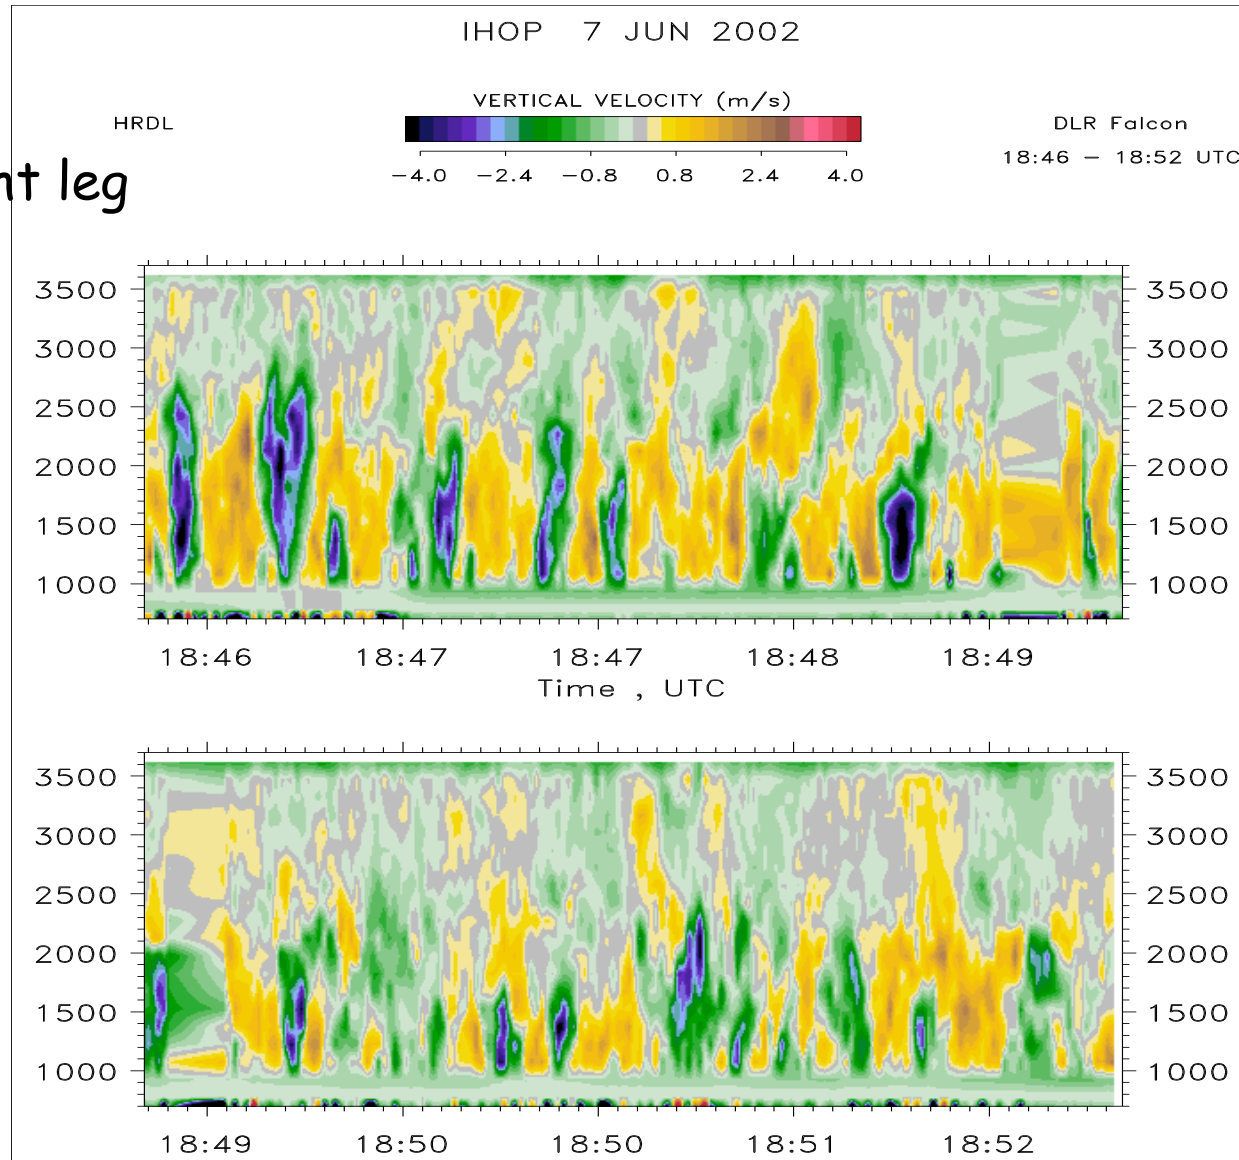 IHOP 7 JUN 2002
VERTICAL VELOCITY (m/s)
HRDL
DLR Falcon
18:46 – 18:52 UTC
−4.0 −2.4 −0.8 0.8 2.4 4.0
leg
3500 3500
3000 3000
2500 2500
2000 2000
1500 1500
1000 1000
18:46 18:47 18:47 18:48 18:49
Time , UTC
3500 3500
3000 3000
2500 2500
2000 2000
1500 1500
1000 1000
18:49 18:50 18:50 18:51 18:52